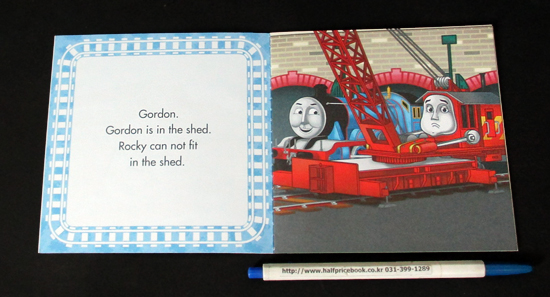 Gordon.
Gordon is in the shed.
Rocky can not fit
in the shed.
http://www.halfpricebook.co.kr 031-399-1289